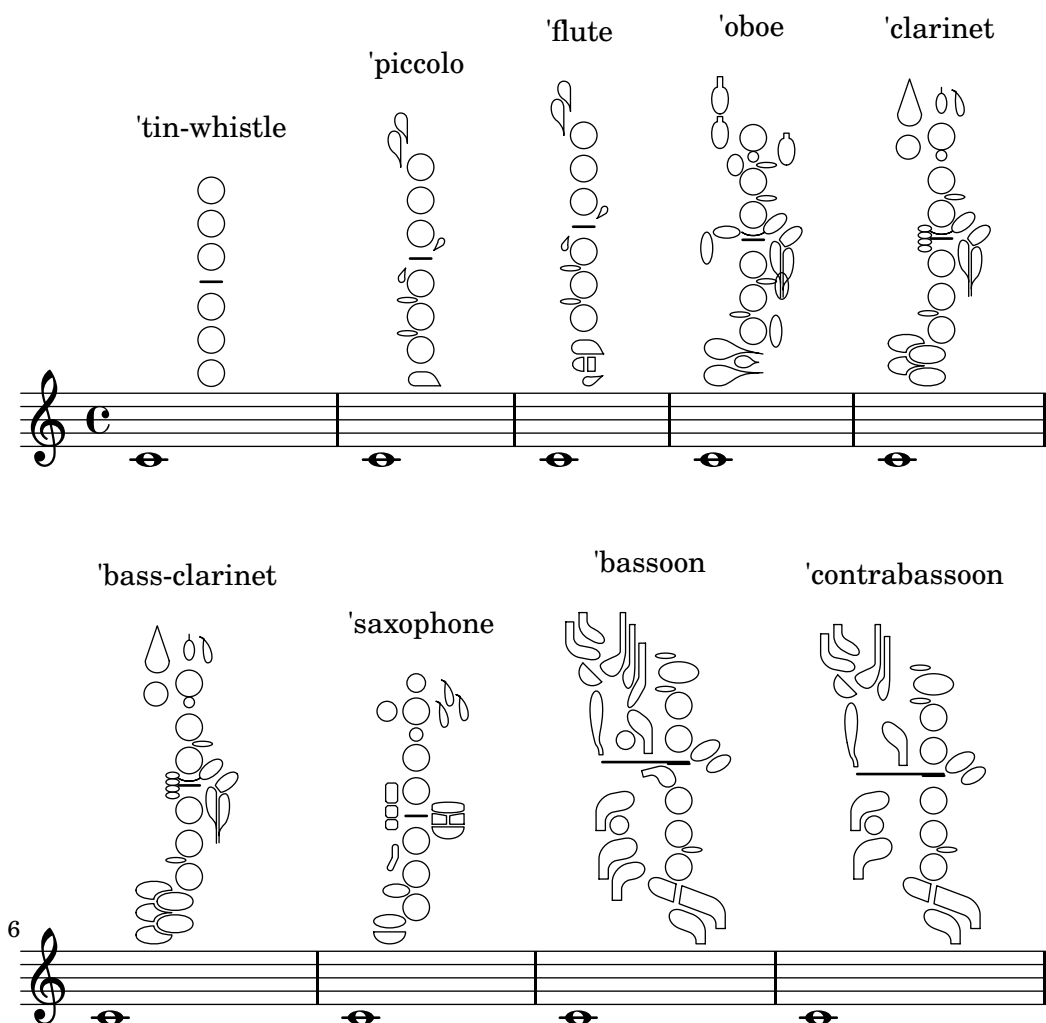 'tin-whistle
'piccolo
'flute
'oboe
'clarinet
'bass-clarinet
'saxophone
'bassoon
'contrabassoon
6